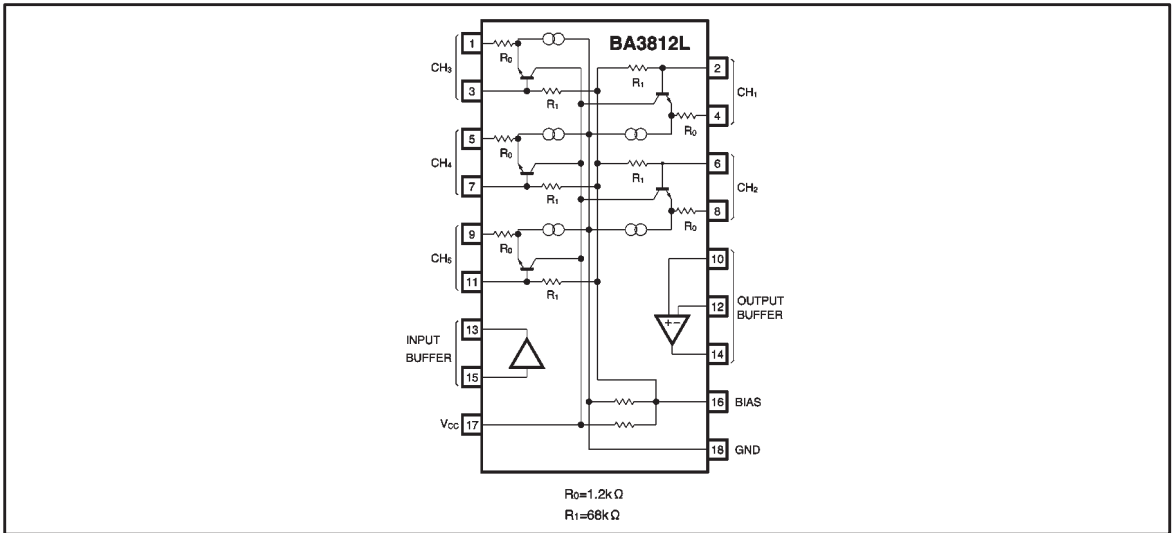 BA3812L
1
R₀
CH₃
3
R₁
2
R₁
CH₁
4
R₀
5
R₀
CH₄
7
R₁
6
R₁
CH₂
8
R₀
9
R₀
CH₅
11
R₁
10
12
OUTPUT
BUFFER
+−
14
13
INPUT
BUFFER
15
16 BIAS
Vcc 17
18 GND
R₀=1.2kΩ
R₁=68kΩ